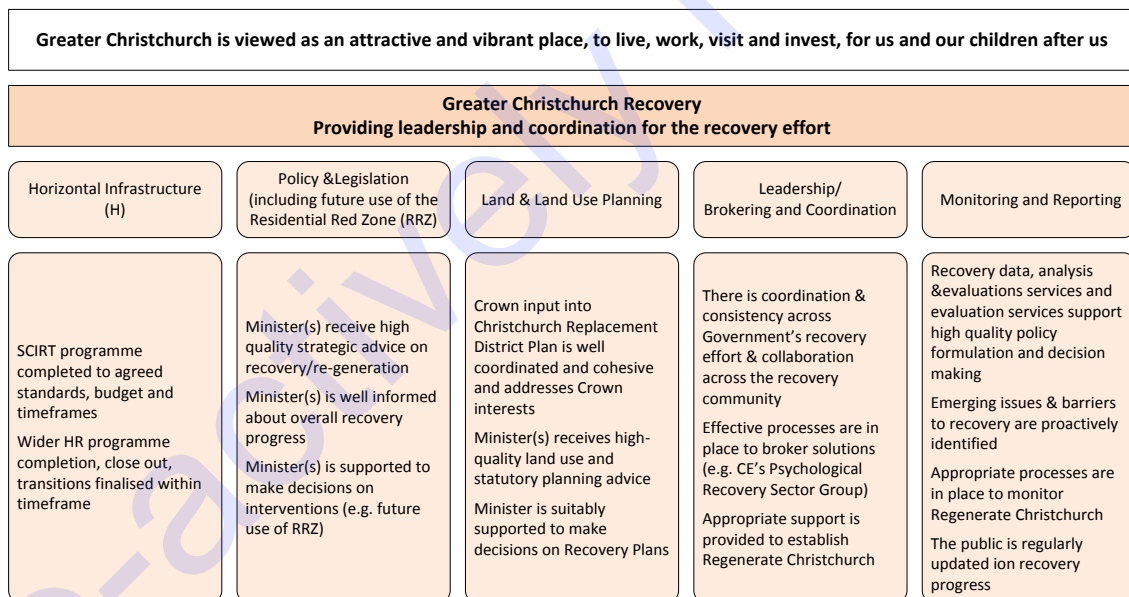 Greater Christchurch is viewed as an attractive and vibrant place, to live, work, visit and invest, for us and our children after us
Greater Christchurch Recovery
Providing leadership and coordination for the recovery effort
Horizontal Infrastructure
(H)
Policy &Legislation
(including future use of the
Residential Red Zone (RRZ)
Land & Land Use Planning
Leadership/
Brokering and Coordination
Monitoring and Reporting
SCIRT programme
completed to agreed
standards, budget and
timeframes
Wider HR programme
completion, close out,
transitions finalised within
timeframe
Minister(s) receive high
quality strategic advice on
recovery/re-generation
Minister(s) is well informed
about overall recovery
progress
Minister(s) is supported to
make decisions on
interventions (e.g. future
use of RRZ)
Crown input into
Christchurch Replacement
District Plan is well
coordinated and cohesive
and addresses Crown
interests
Minister(s) receives high-
quality land use and
statutory planning advice
Minister is suitably
supported to make
decisions on Recovery Plans
There is coordination &
consistency across
Government's recovery
effort & collaboration
across the recovery
community
Effective processes are in
place to broker solutions
(e.g. CE's Psychological
Recovery Sector Group)
Appropriate support is
provided to establish
Regenerate Christchurch
Recovery data, analysis
&evaluations services and
evaluation services support
high quality policy
formulation and decision
making
Emerging issues & barriers
to recovery are proactively
identified
Appropriate processes are
in place to monitor
Regenerate Christchurch
The public is regularly
updated ion recovery
progress